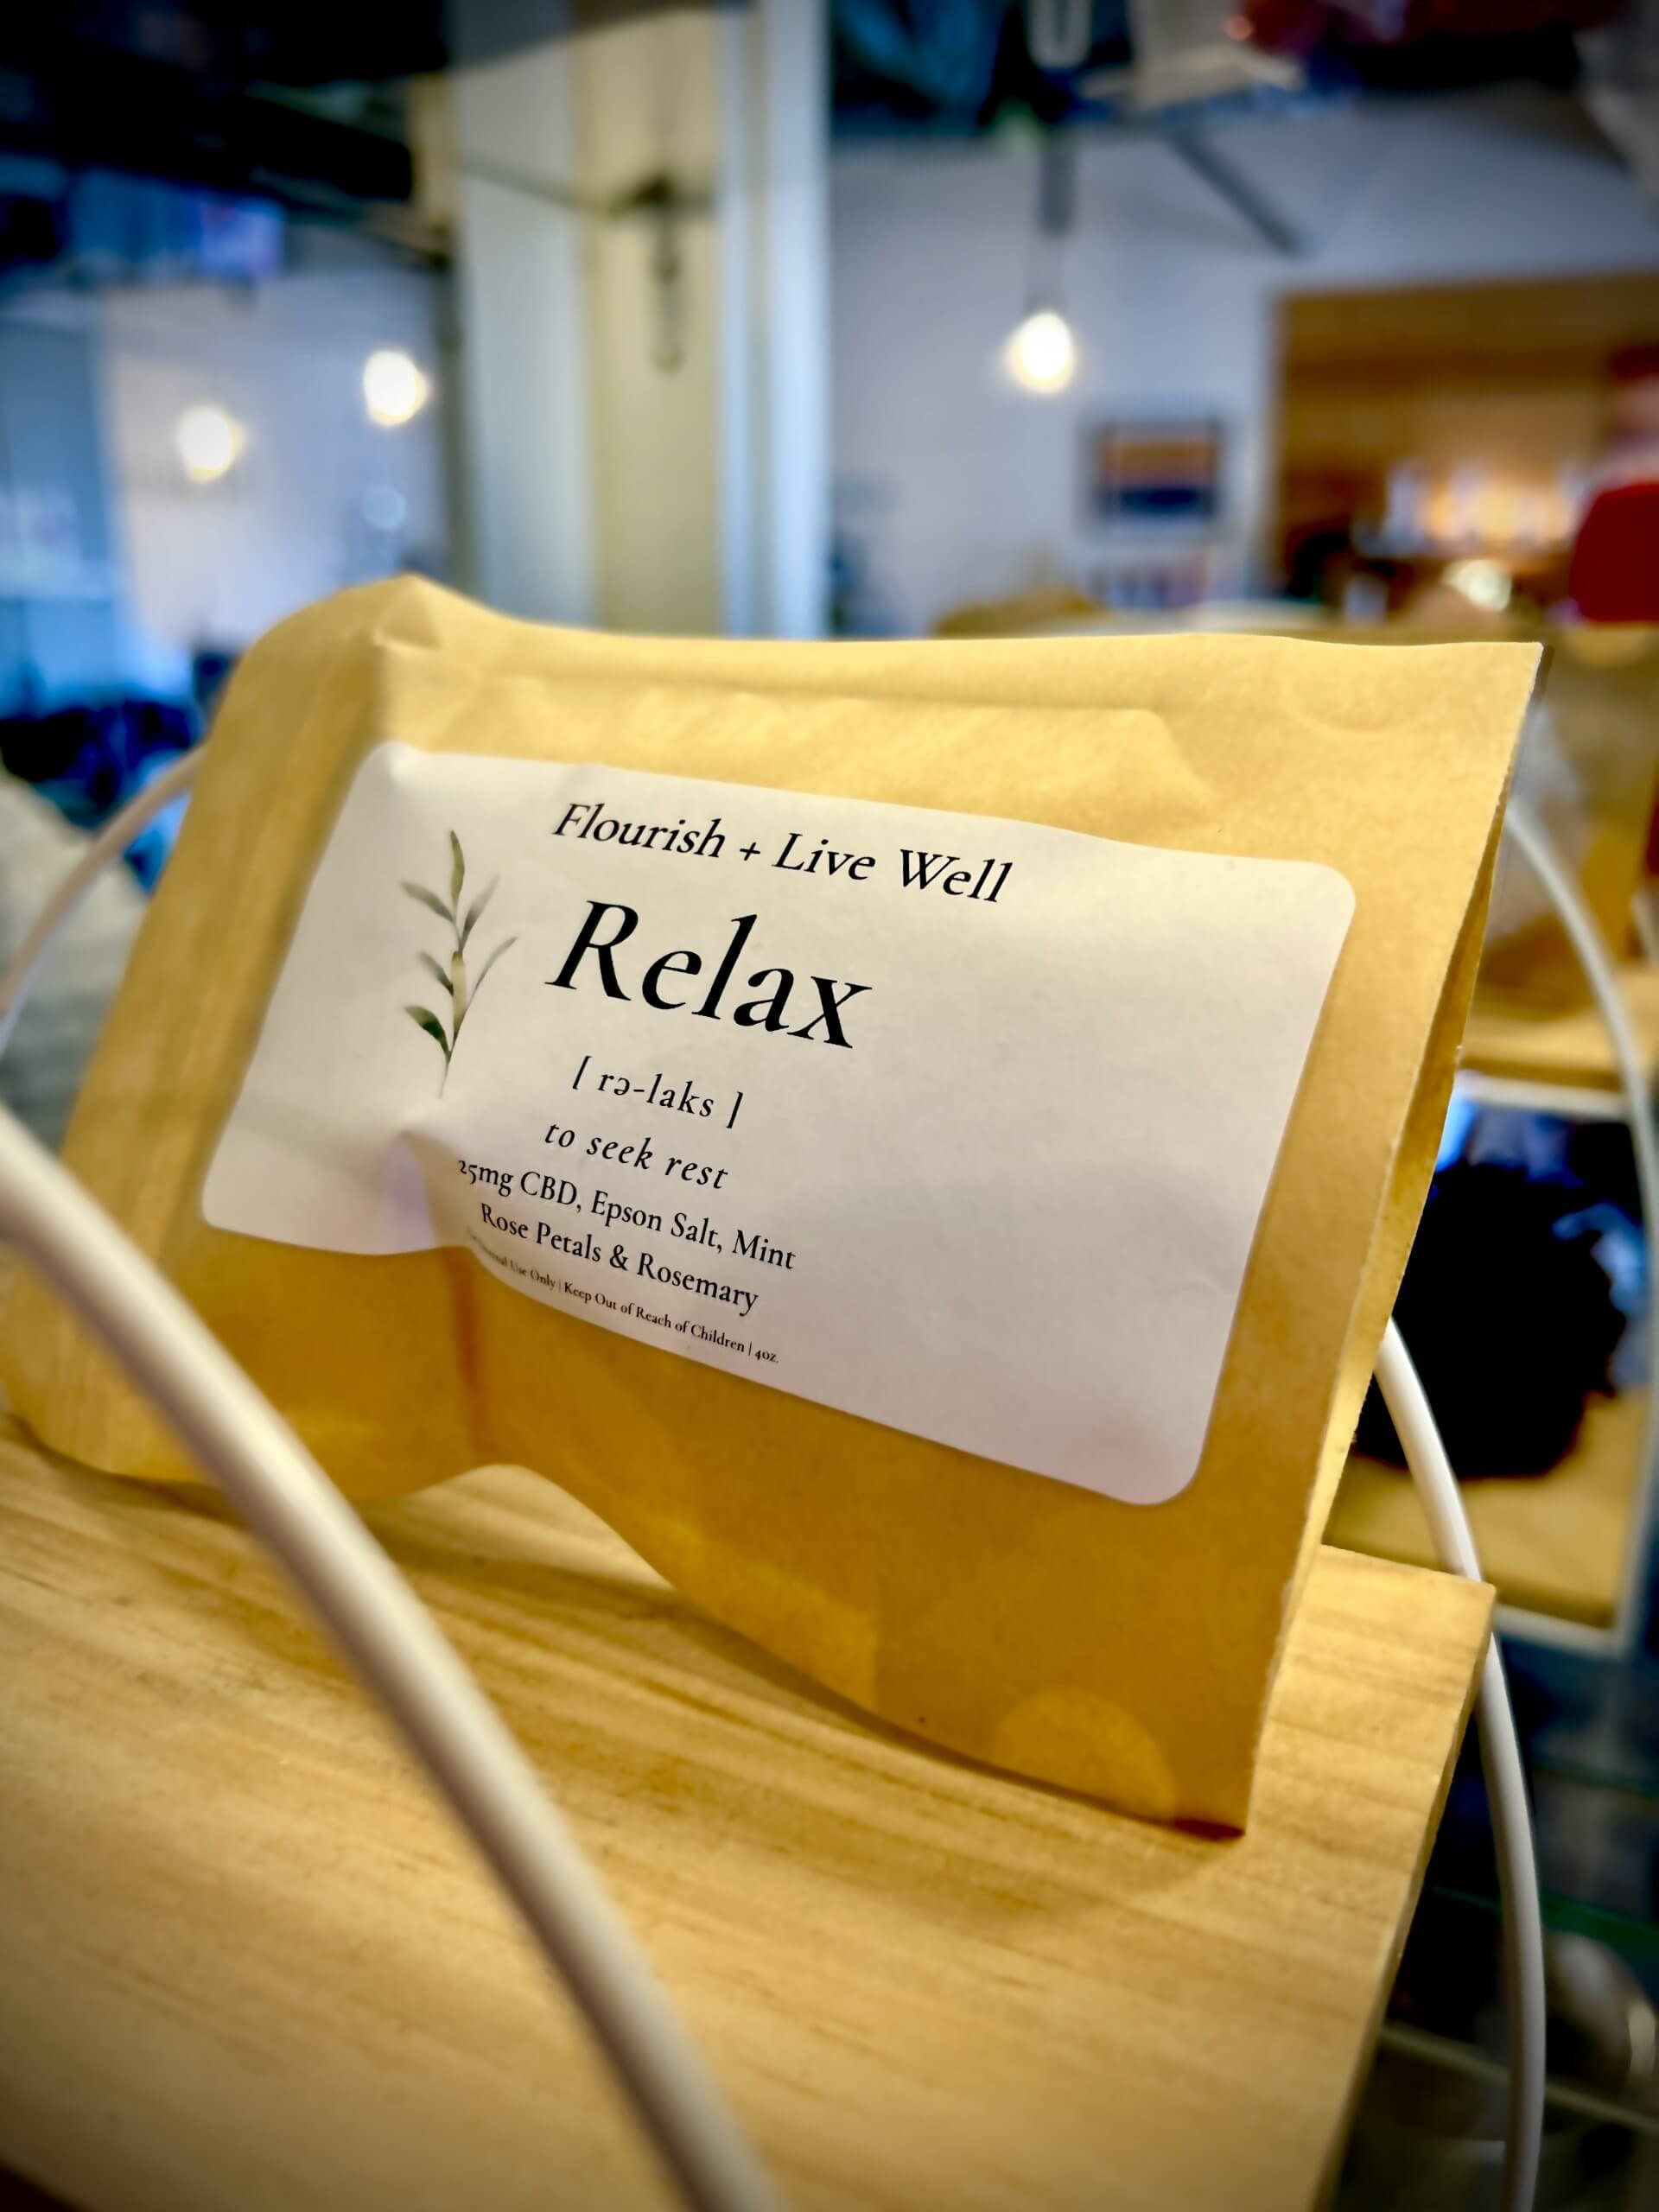 Flourish + Live Well
Relax
[ rə-laks ]
to seek rest
25mg CBD, Epson Salt, Mint
Rose Petals & Rosemary
Use Only | Keep Out of Reach of Children | 4oz.